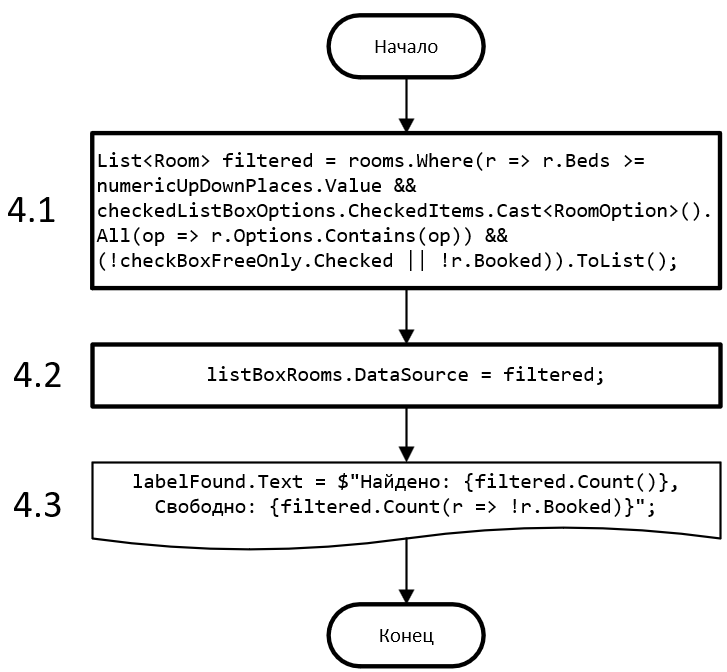 Начало
4.1
List<Room> filtered = rooms.Where(r => r.Beds >=
numericUpDownPlaces.Value &&
checkedListBoxOptions.CheckedItems.Cast<RoomOption>().
All(op => r.Options.Contains(op)) &&
(!checkBoxFreeOnly.Checked || !r.Booked)).ToList();
4.2
listBoxRooms.DataSource = filtered;
4.3
labelFound.Text = $"Найдено: {filtered.Count()},
Свободно: {filtered.Count(r => !r.Booked)}";
Конец